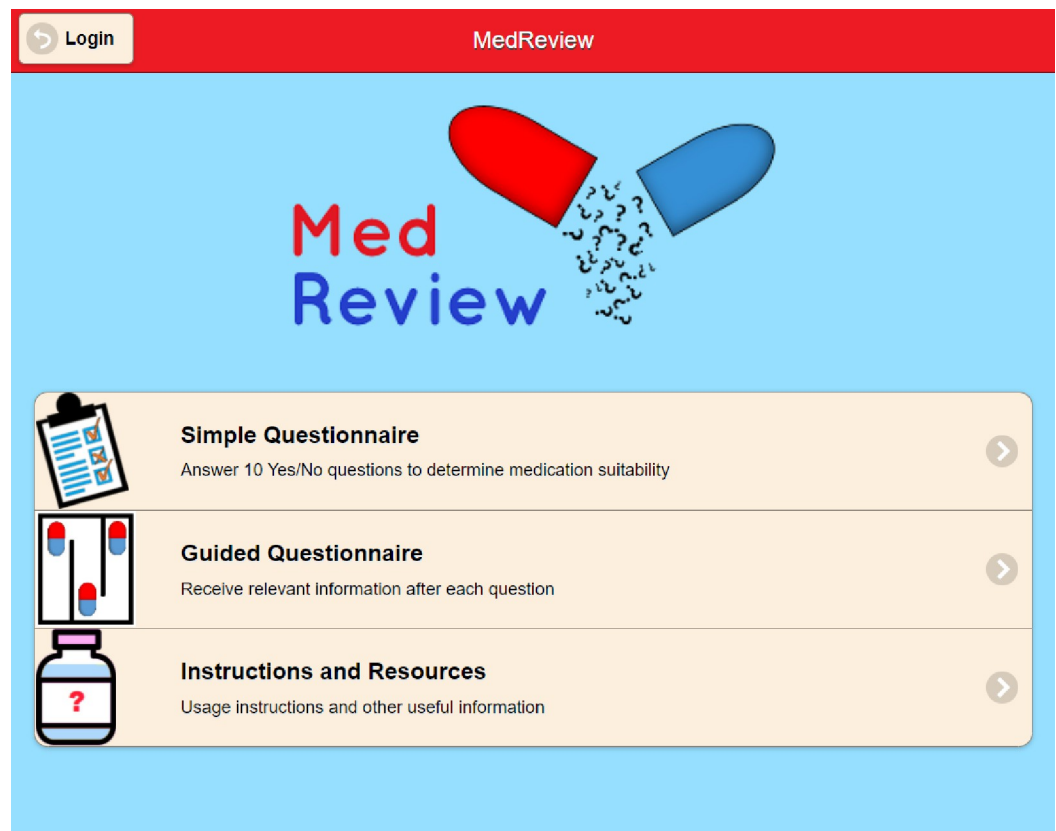 Login
MedReview
Med
Review
Simple Questionnaire
Answer 10 Yes/No questions to determine medication suitability
Guided Questionnaire
Receive relevant information after each question
?
Instructions and Resources
Usage instructions and other useful information